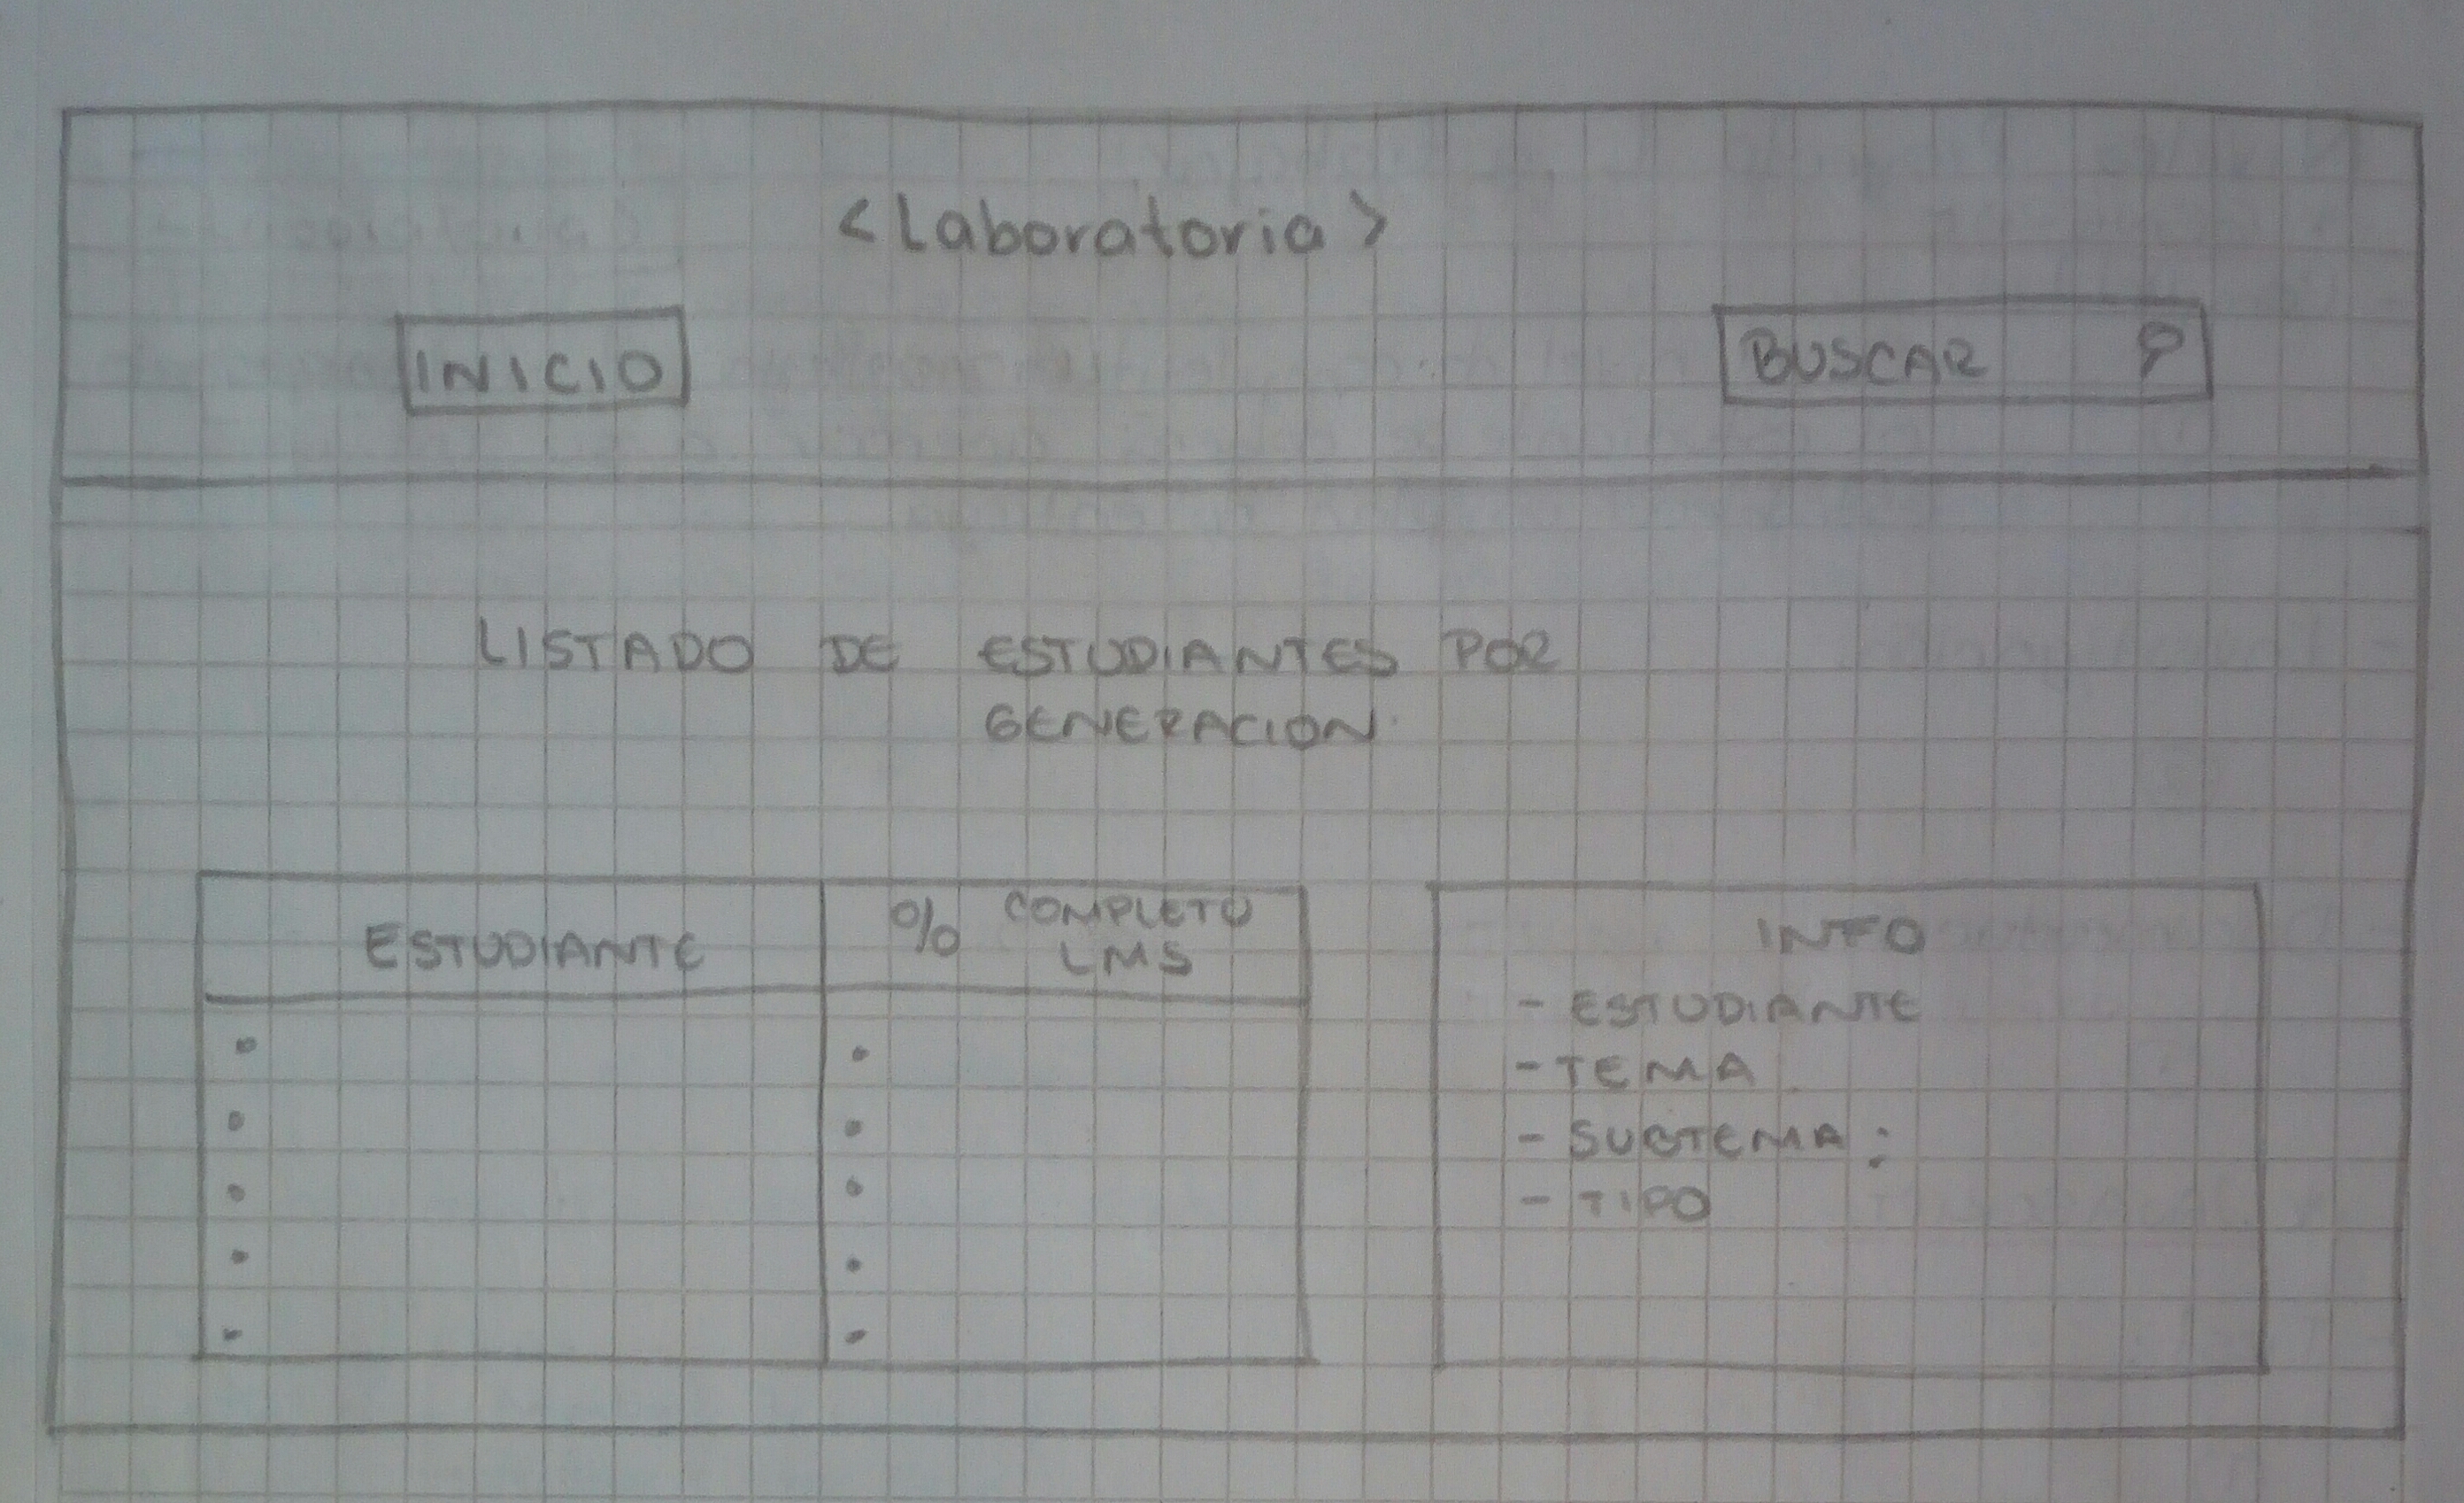 <Laboratoria>
INICIO
BUSCAR
LISTADO DE ESTUDIANTES POR
GENERACION
ESTUDIANTE
% COMPLETO
LMS
INFO
- ESTUDIANTE
- TEMA
- SUBTEMA :
- TIPO